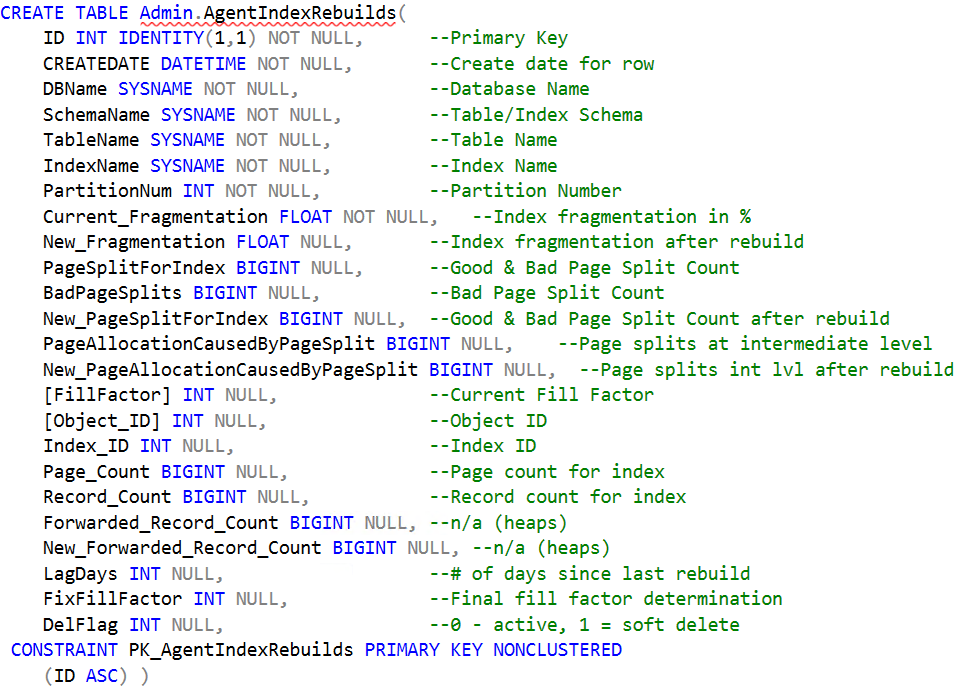 CREATE TABLE Admin.AgentIndexRebuilds(
    ID INT IDENTITY(1,1) NOT NULL,      --Primary Key
    CREATEDATE DATETIME NOT NULL,       --Create date for row
    DBName SYSNAME NOT NULL,            --Database Name
    SchemaName SYSNAME NOT NULL,        --Table/Index Schema
    TableName SYSNAME NOT NULL,         --Table Name
    IndexName SYSNAME NOT NULL,         --Index Name
    PartitionNum INT NOT NULL,          --Partition Number
    Current_Fragmentation FLOAT NOT NULL,   --Index fragmentation in %
    New_Fragmentation FLOAT NULL,       --Index fragmentation after rebuild
    PageSplitForIndex BIGINT NULL,      --Good & Bad Page Split Count
    BadPageSplits BIGINT NULL,          --Bad Page Split Count
    New_PageSplitForIndex BIGINT NULL,  --Good & Bad Page Split Count after rebuild
    PageAllocationCausedByPageSplit BIGINT NULL,    --Page splits at intermediate level
    New_PageAllocationCausedByPageSplit BIGINT NULL,  --Page splits int lvl after rebuild
    [FillFactor] INT NULL,              --Current Fill Factor
    [Object_ID] INT NULL,               --Object ID
    Index_ID INT NULL,                  --Index ID
    Page_Count BIGINT NULL,             --Page count for index
    Record_Count BIGINT NULL,           --Record count for index
    Forwarded_Record_Count BIGINT NULL, --n/a (heaps)
    New_Forwarded_Record_Count BIGINT NULL, --n/a (heaps)
    LagDays INT NULL,                   --# of days since last rebuild
    FixFillFactor INT NULL,             --Final fill factor determination
    DelFlag INT NULL,                   --0 - active, 1 = soft delete
 CONSTRAINT PK_AgentIndexRebuilds PRIMARY KEY NONCLUSTERED
    (ID ASC) )